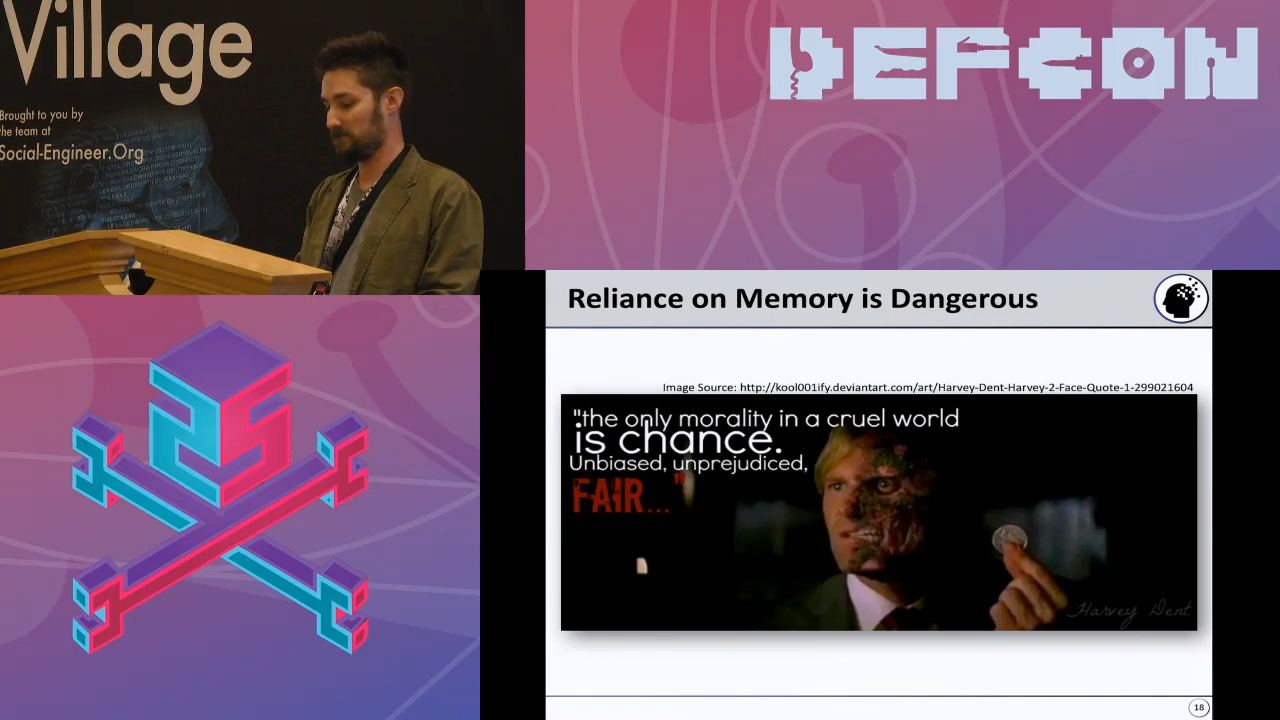 Village
Brought to you by
the team at
Social-Engineer.Org
DEFCON
Reliance on Memory is Dangerous
Image Source: http://kool001ify.deviantart.com/art/Harvey-Dent-Harvey-2-Face-Quote-1-299021604
"the only morality in a cruel world
is chance.
Unbiased, unprejudiced,
FAIR..."
Harvey Dent
18